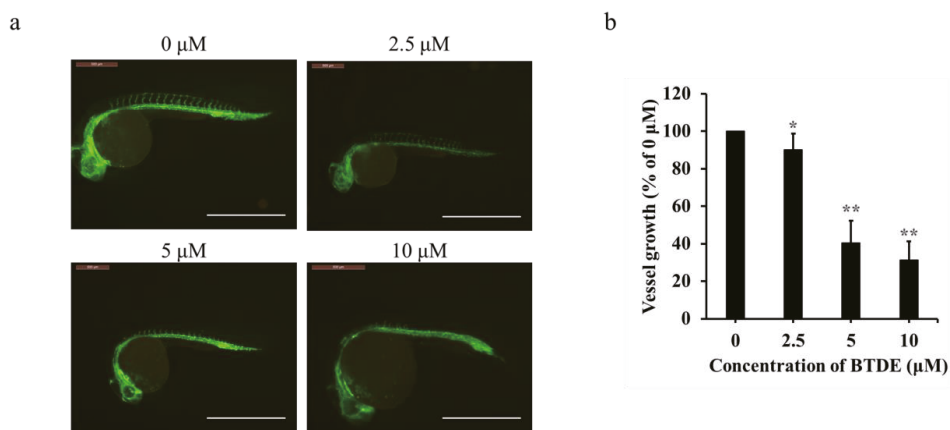 a
0 μM
2.5 μM
5 μM
10 μM
b
120
100
80
60
40
20
0
*
**
**
0 2.5 5 10
Vessel growth (% of 0 μM)
Concentration of BTDE (μM)